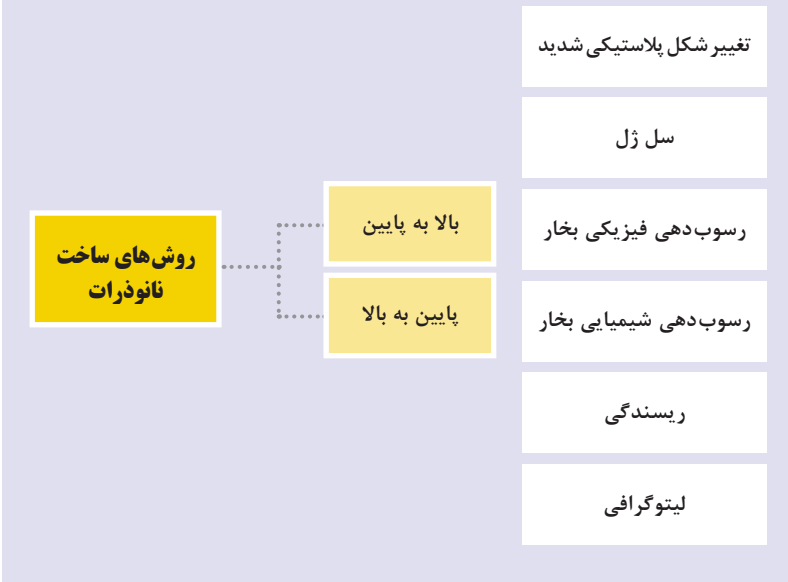 تغییر شکل پلاستیکی شدید
سل ژل
رسوب‌دهی فیزیکی بخار
رسوب‌دهی شیمیایی بخار
ریسندگی
لیتوگرافی
بالا به پایین
پایین به بالا
روش‌های ساخت
نانوذرات